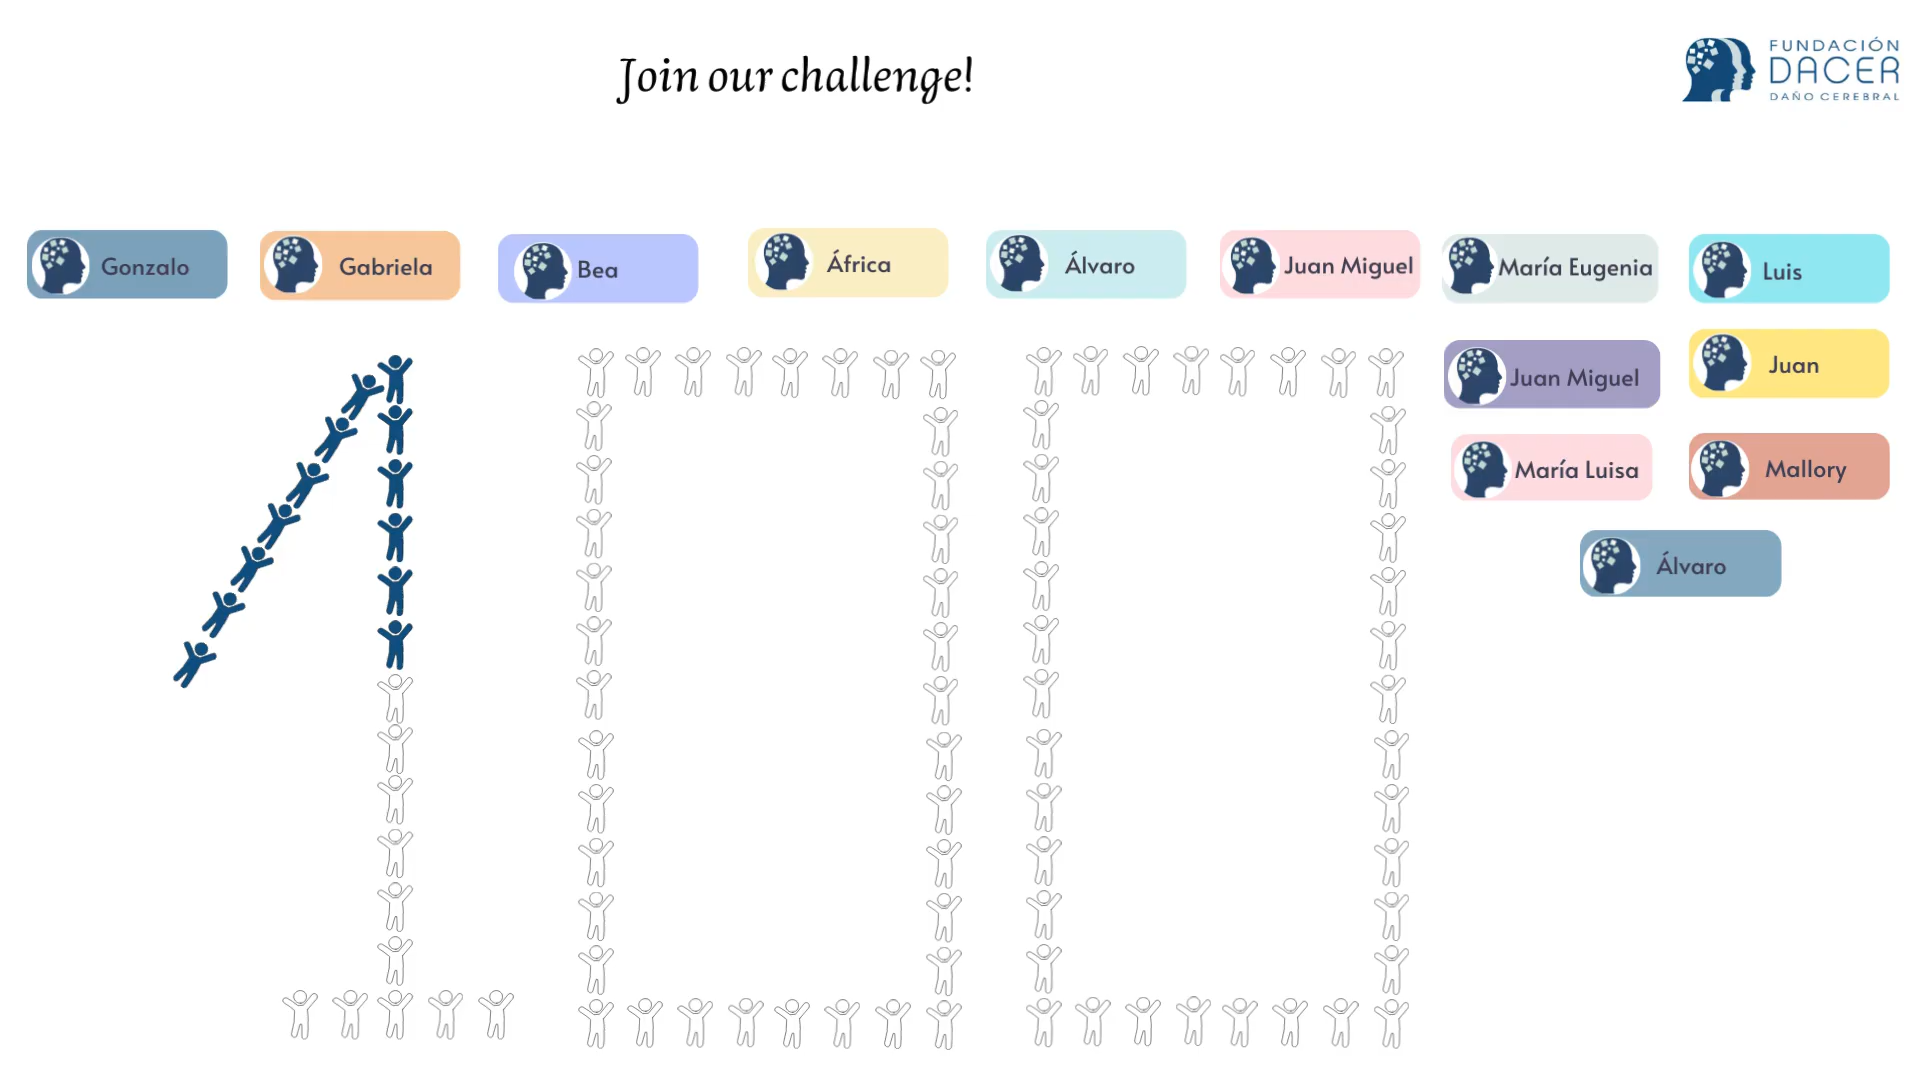 Join our challenge!
FUNDACIÓN
DACER
DAÑO CEREBRAL
Gonzalo
Gabriela
Bea
África
Álvaro
Juan Miguel
María Eugenia
Luis
Juan Miguel
Juan
María Luisa
Mallory
Álvaro